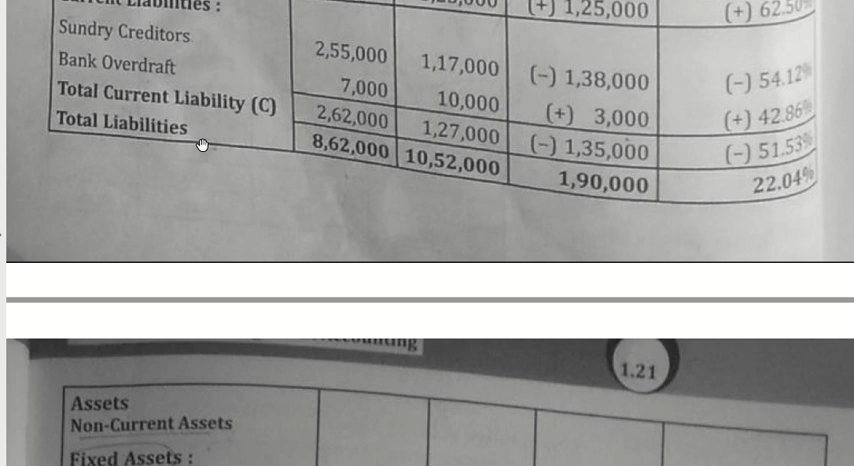 Liabilities : (+) 1,25,000 (+) 62.50%
Sundry Creditors 2,55,000 1,17,000 (−) 1,38,000 (−) 54.12%
Bank Overdraft 7,000 10,000 (+) 3,000 (+) 42.86%
Total Current Liability (C) 2,62,000 1,27,000 (−) 1,35,000 (−) 51.53%
Total Liabilities 8,62,000 10,52,000 1,90,000 22.04%
1.21
Assets
Non-Current Assets
Fixed Assets :